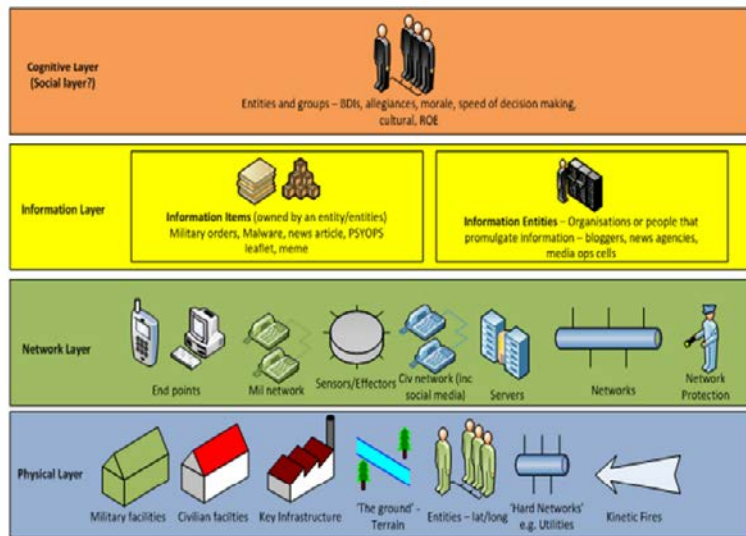 Cognitive Layer
(Social layer?)
Entities and groups – BDIs, allegiances, morale, speed of decision making,
cultural, ROE
Information Layer
Information Items (owned by an entity/entities)
Military orders, Malware, news article, PSYOPS
leaflet, meme
Information Entities – Organisations or people that
promulgate information – bloggers, news agencies,
media ops cells
Network Layer
End points
Mil network
Sensors/Effectors
Civ network (inc
social media)
Servers
Networks
Network
Protection
Physical Layer
Military facilities
Civilian facilties
Key Infrastructure
'The ground' -
Terrain
Entities – lat/long
'Hard Networks'
e.g. Utilities
Kinetic Fires